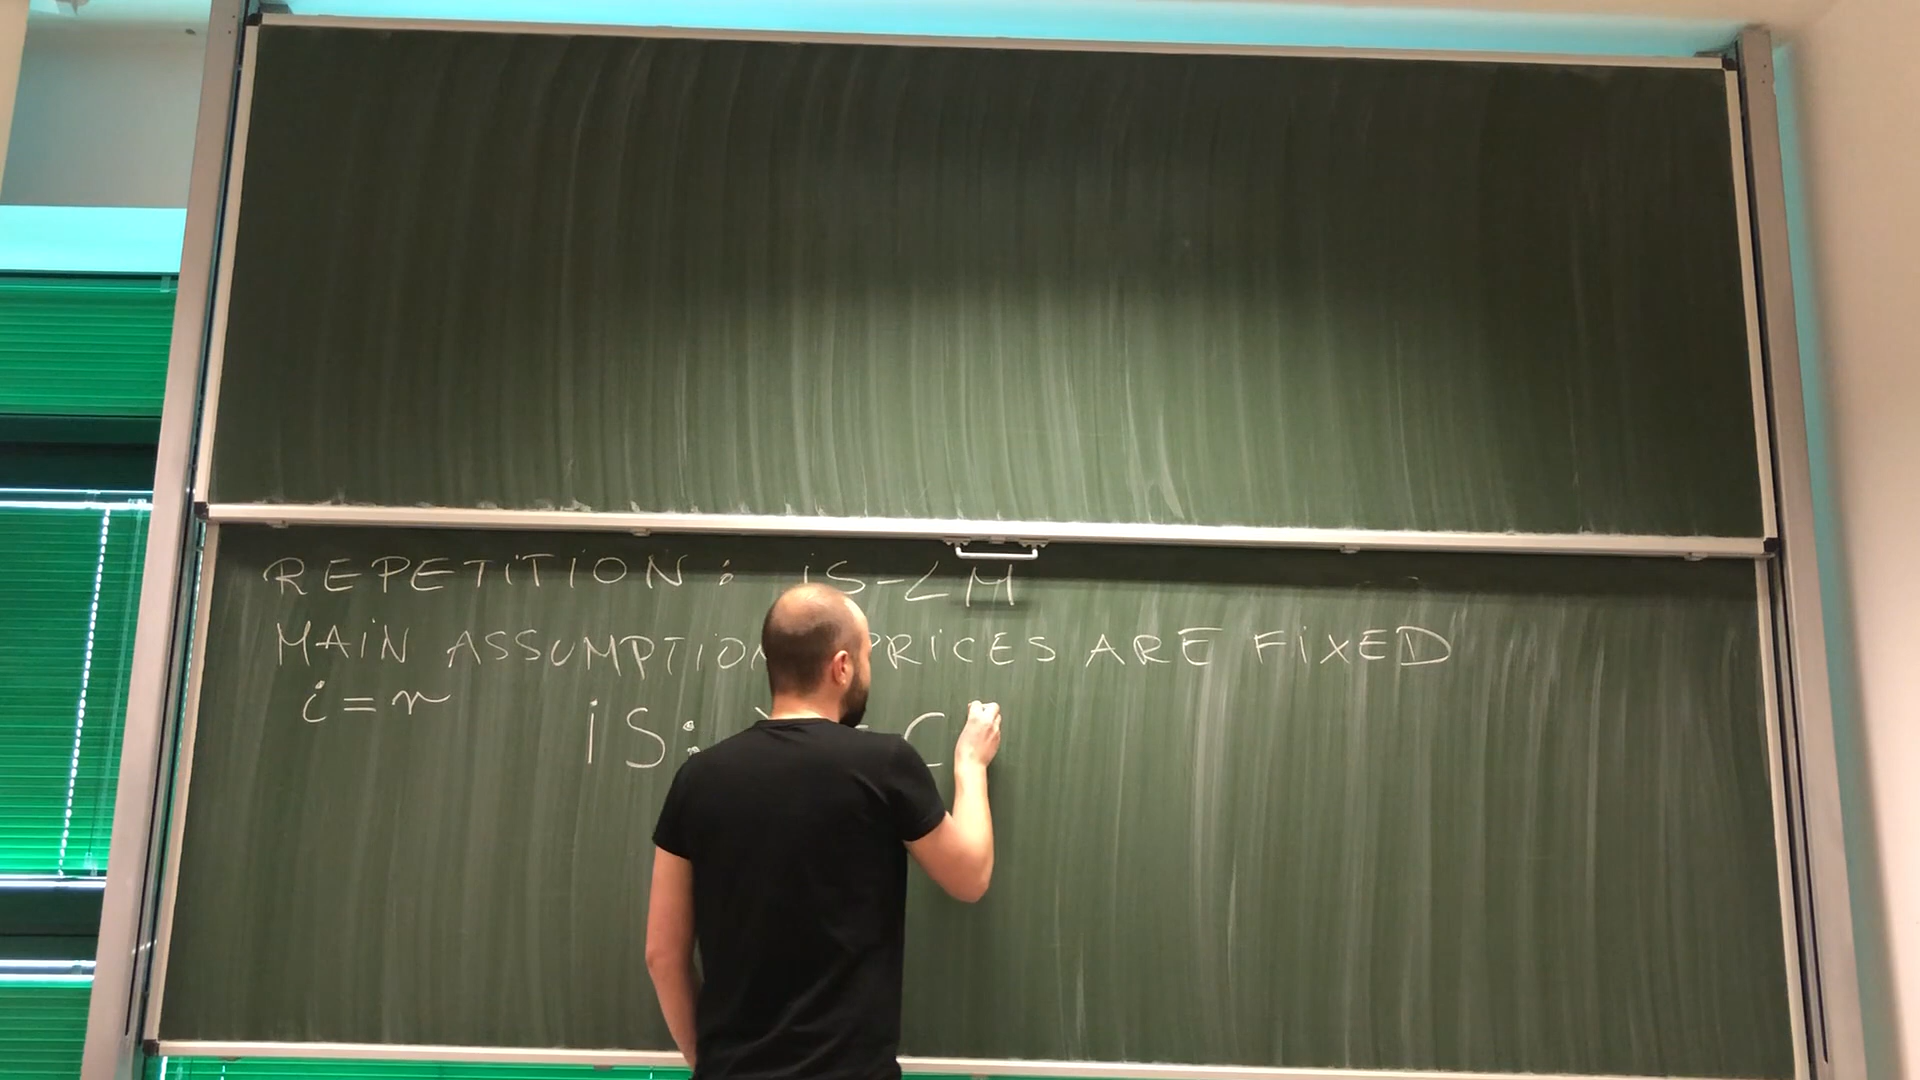 REPETITION: IS-LM
MAIN ASSUMPTION PRICES ARE FIXED
i = r
IS: Y = C